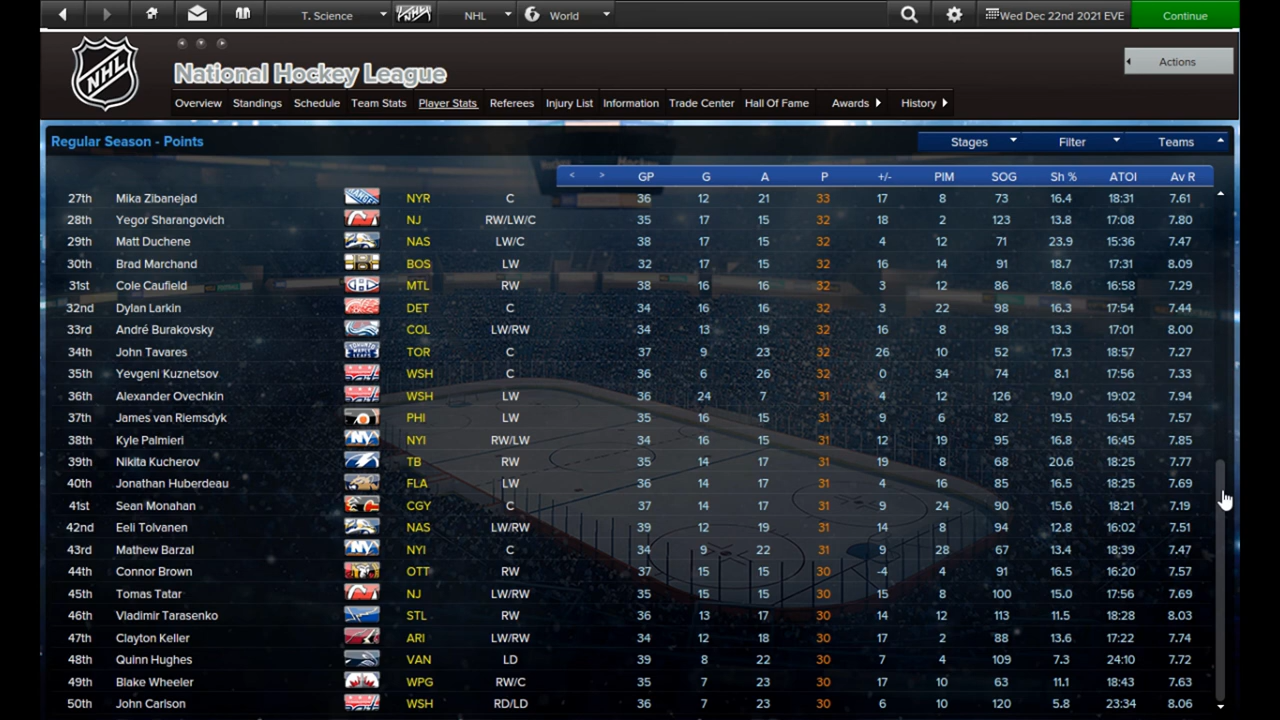 T. Science NHL World Wed Dec 22nd 2021 EVE Continue
NHL
National Hockey League
Actions
Overview Standings Schedule Team Stats Player Stats Referees Injury List Information Trade Center Hall Of Fame Awards History
Regular Season - Points Stages Filter Teams
< > GP G A P +/- PIM SOG Sh % ATOI Av R
27th Mika Zibanejad NYR C 36 12 21 33 17 8 73 16.4 18:31 7.61
28th Yegor Sharangovich NJ RW/LW/C 35 17 15 32 18 2 123 13.8 17:08 7.80
29th Matt Duchene NAS LW/C 38 17 15 32 4 12 71 23.9 15:36 7.47
30th Brad Marchand BOS LW 32 17 15 32 16 14 91 18.7 17:31 8.09
31st Cole Caufield MTL RW 38 16 16 32 3 12 86 18.6 16:58 7.29
32nd Dylan Larkin DET C 34 16 16 32 3 22 98 16.3 17:54 7.44
33rd André Burakovsky COL LW/RW 34 13 19 32 16 8 98 13.3 17:01 8.00
34th John Tavares TOR C 37 9 23 32 26 10 52 17.3 18:57 7.27
35th Yevgeni Kuznetsov WSH C 36 6 26 32 0 34 74 8.1 17:56 7.33
36th Alexander Ovechkin WSH LW 36 24 7 31 4 12 126 19.0 19:02 7.94
37th James van Riemsdyk PHI LW 35 16 15 31 9 6 82 19.5 16:54 7.57
38th Kyle Palmieri NYI RW/LW 34 16 15 31 12 19 95 16.8 16:45 7.85
39th Nikita Kucherov TB RW 35 14 17 31 19 8 68 20.6 18:25 7.77
40th Jonathan Huberdeau FLA LW 36 14 17 31 4 16 85 16.5 18:25 7.69
41st Sean Monahan CGY C 37 14 17 31 9 24 90 15.6 18:21 7.19
42nd Eeli Tolvanen NAS LW/RW 39 12 19 31 14 8 94 12.8 16:02 7.51
43rd Mathew Barzal NYI C 34 9 22 31 9 28 67 13.4 18:39 7.47
44th Connor Brown OTT RW 37 15 15 30 -4 4 91 16.5 16:20 7.57
45th Tomas Tatar NJ LW/RW 35 15 15 30 15 8 100 15.0 17:56 7.69
46th Vladimir Tarasenko STL RW 36 13 17 30 14 12 113 11.5 18:28 8.03
47th Clayton Keller ARI LW/RW 34 12 18 30 17 2 88 13.6 17:22 7.74
48th Quinn Hughes VAN LD 39 8 22 30 7 4 109 7.3 24:10 7.72
49th Blake Wheeler WPG RW/C 35 7 23 30 17 10 63 11.1 18:43 7.63
50th John Carlson WSH RD/LD 36 7 23 30 6 10 120 5.8 23:34 8.06